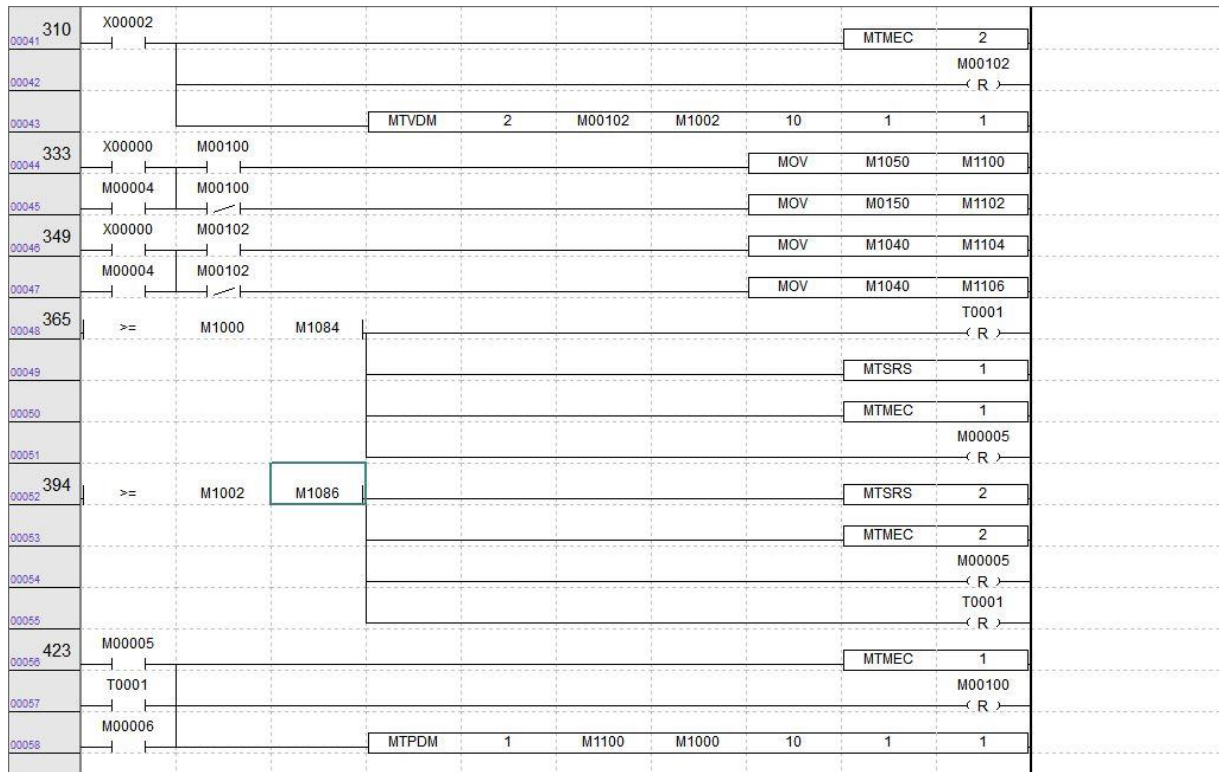 310 X00002
00041 MTMEC 2
M00102
00042 R
00043 MTVDM 2 M00102 M1002 10 1 1
333 X00000 M00100
00044 MOV M1050 M1100
M00004 M00100
00045 MOV M0150 M1102
349 X00000 M00102
00046 MOV M1040 M1104
M00004 M00102
00047 MOV M1040 M1106
365 T0001
00048 >= M1000 M1084 R
00049 MTSRS 1
00050 MTMEC 1
M00005
00051 R
394
00052 >= M1002 M1086 MTSRS 2
00053 MTMEC 2
M00005
00054 R
T0001
00055 R
423 M00005
00056 MTMEC 1
T0001 M00100
00057 R
M00006
00058 MTPDM 1 M1100 M1000 10 1 1